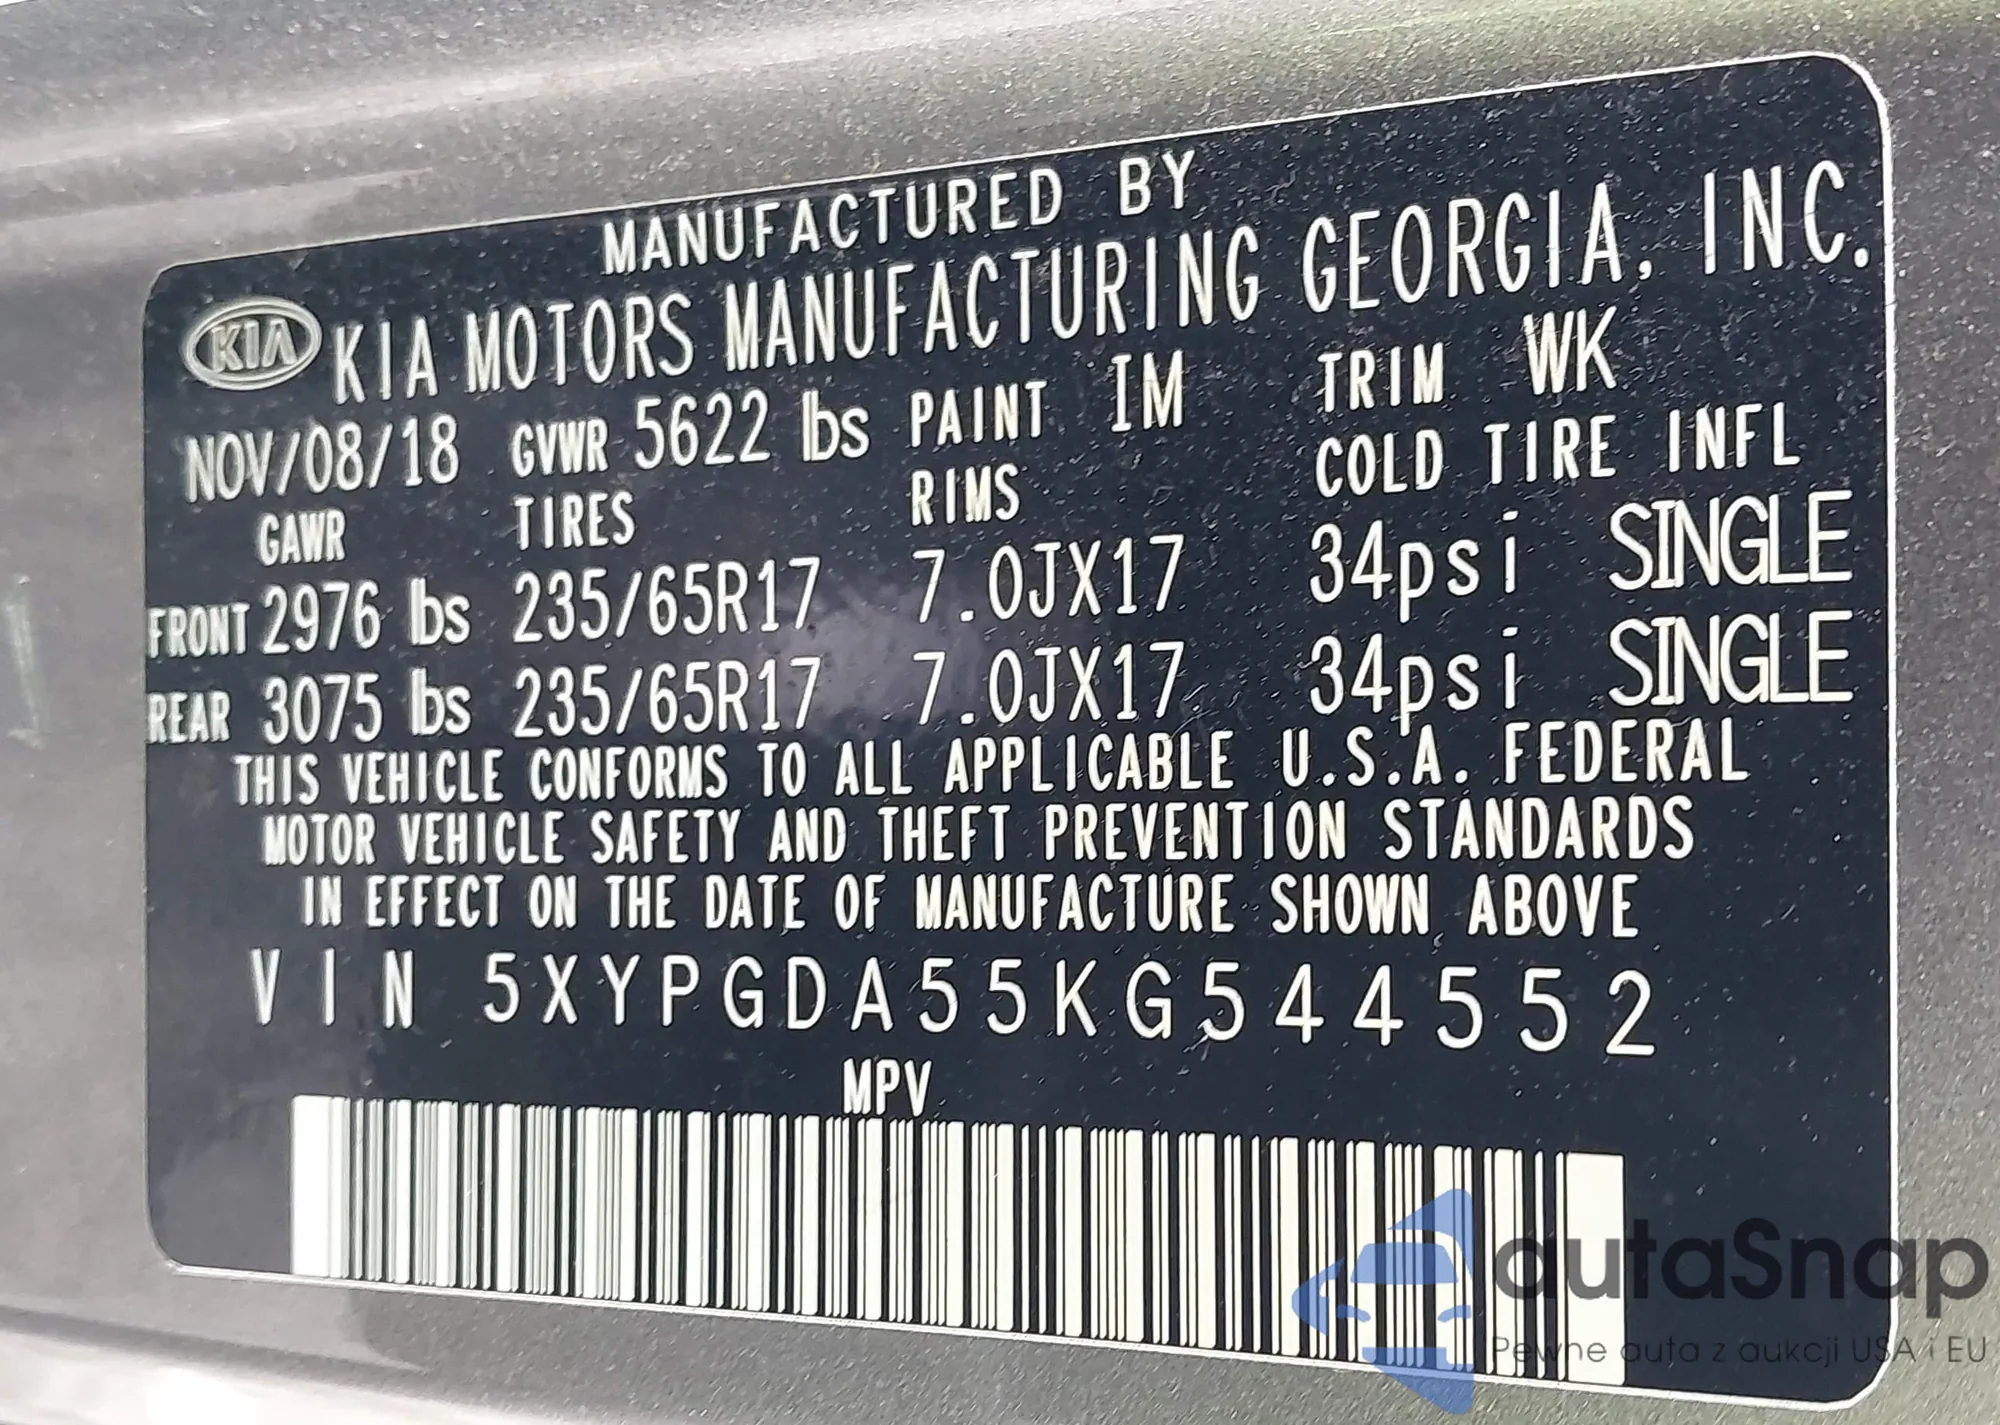 MANUFACTURED BY
KIA KIA MOTORS MANUFACTURING GEORGIA, INC.
NOV/08/18 GVWR 5622 lbs PAINT IM TRIM WK
GAWR TIRES RIMS COLD TIRE INFL
FRONT 2976 lbs 235/65R17 7.0JX17 34psi SINGLE
REAR 3075 lbs 235/65R17 7.0JX17 34psi SINGLE
THIS VEHICLE CONFORMS TO ALL APPLICABLE U.S.A. FEDERAL
MOTOR VEHICLE SAFETY AND THEFT PREVENTION STANDARDS
IN EFFECT ON THE DATE OF MANUFACTURE SHOWN ABOVE
VIN 5XYPGDA55KG544552
MPV
autaSnap
Pewne auta z aukcji USA i EU